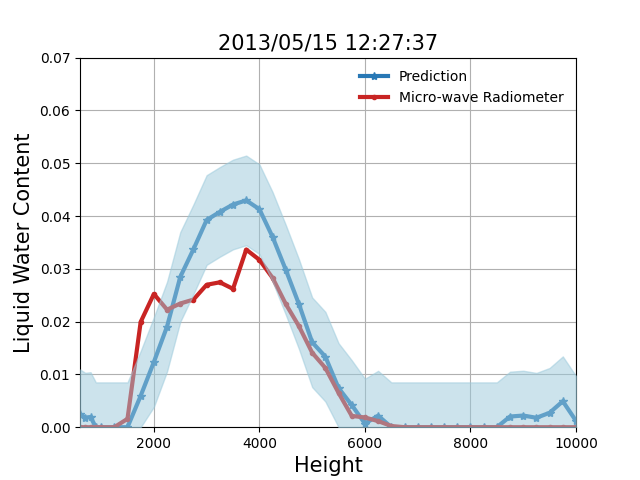 2013/05/15 12:27:37
Prediction
Micro-wave Radiometer
Liquid Water Content
0.07
0.06
0.05
0.04
0.03
0.02
0.01
0.00
2000 4000 6000 8000 10000
Height